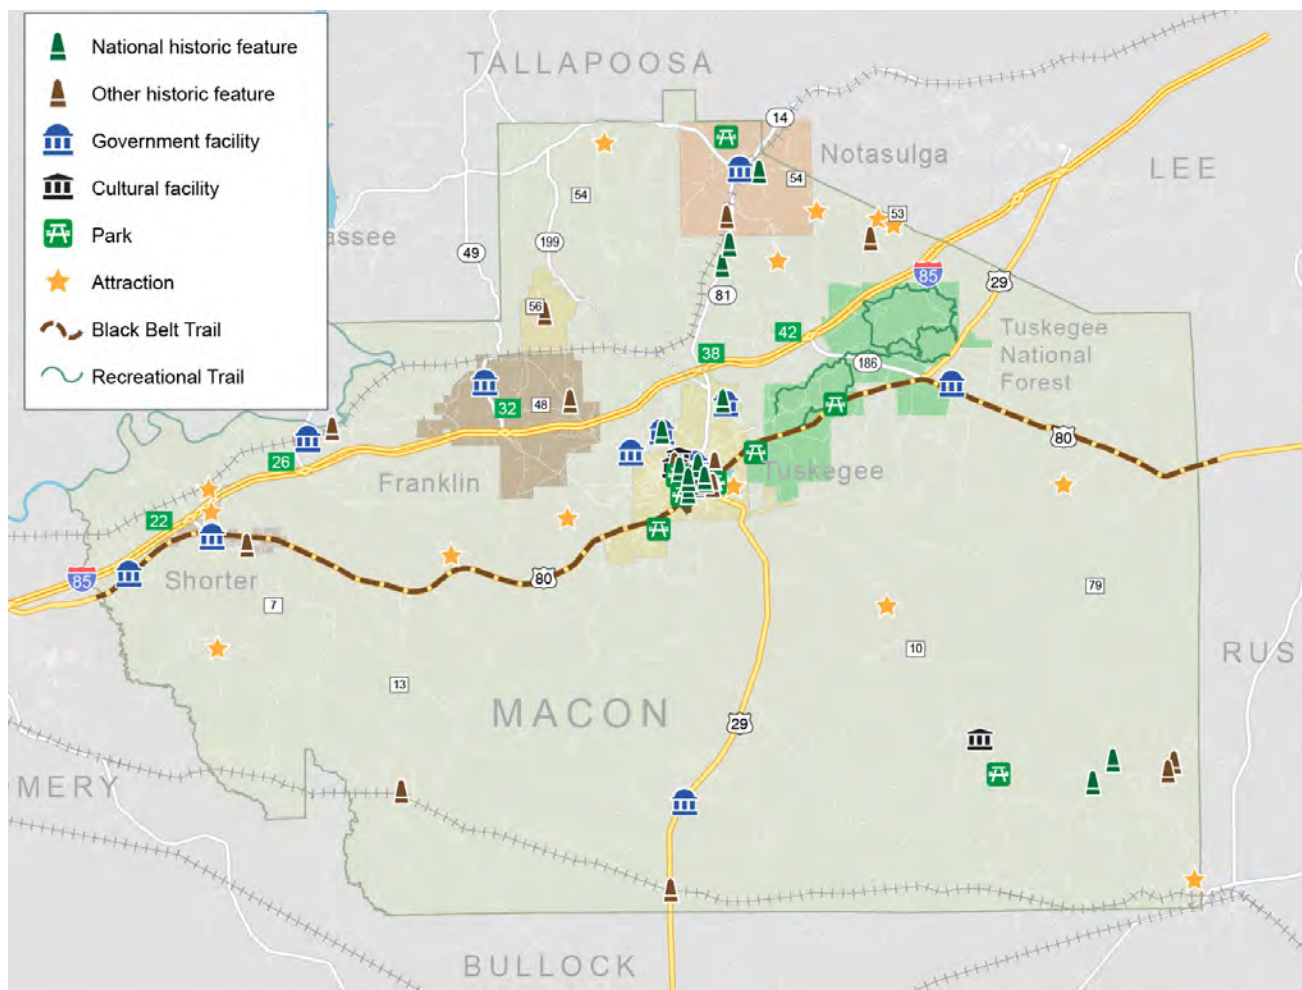 National historic feature
Other historic feature
Government facility
Cultural facility
Park
Attraction
Black Belt Trail
Recreational Trail
TALLAPOOSA
14
Notasulga
LEE
54
54
53
assee
49
199
85
29
81
56
42
38
Tuskegee
National
Forest
186
32
48
80
26
Franklin
Tuskegee
22
85
Shorter
80
7
79
10
RUS
13
MACON
29
OMERY
BULLOCK